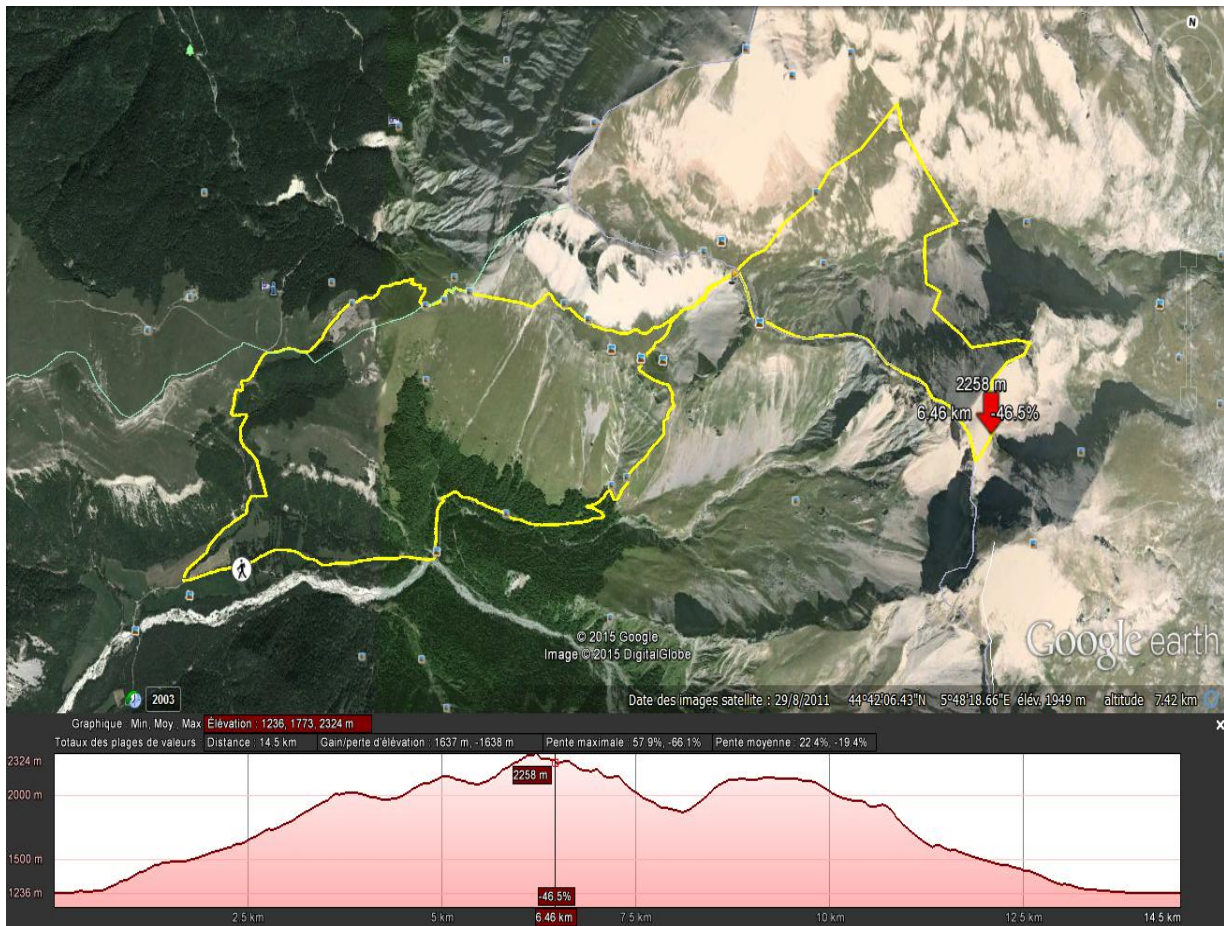 N
2258 m
6.46 km -46.5%
© 2015 Google
Image © 2015 DigitalGlobe
Google earth
2003
Date des images satellite : 29/8/2011 44°42'06.43"N 5°48'18.66"E élév. 1949 m altitude 7.42 km
Graphique : Min, Moy., Max Élévation : 1236, 1773, 2324 m
Totaux des plages de valeurs : Distance : 14.5 km Gain/perte d'élévation : 1637 m, -1638 m Pente maximale : 57.9%, -66.1% Pente moyenne : 22.4%, -19.4%
2324 m
2258 m
2000 m
1500 m
1236 m
-46.5%
2.5 km 5 km 6.46 km 7.5 km 10 km 12.5 km 14.5 km